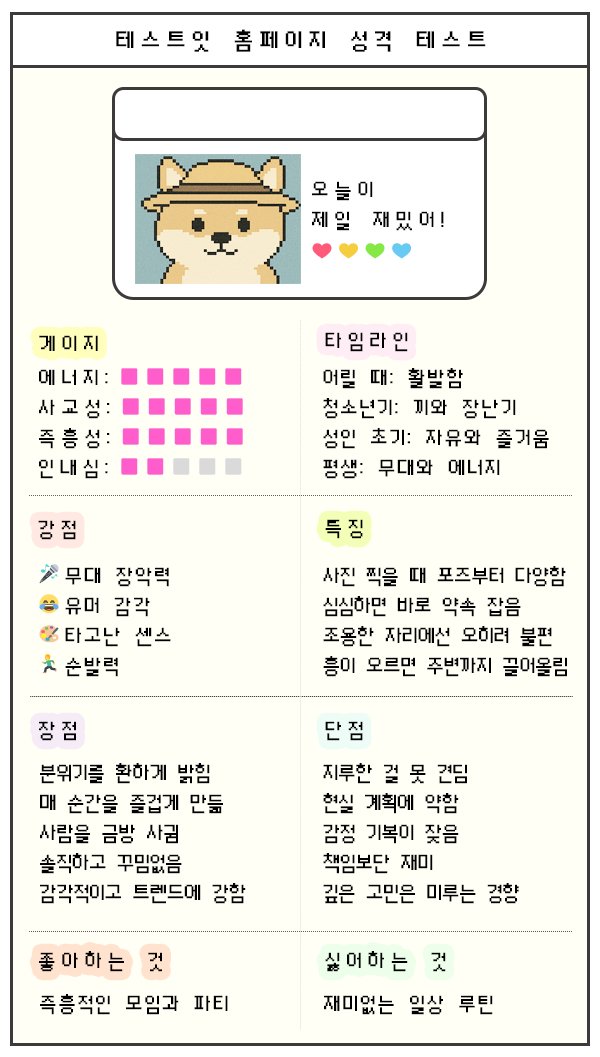 테스트잇 홈페이지 성격 테스트
오늘이
제일 재밌어!
게이지
에너지:
사교성:
즉흥성:
인내심:
타임라인
어릴 때: 활발함
청소년기: 끼와 장난기
성인 초기: 자유와 즐거움
평생: 무대와 에너지
강점
무대 장악력
유머 감각
타고난 센스
순발력
특징
사진 찍을 때 포즈부터 다양함
심심하면 바로 약속 잡음
조용한 자리에선 오히려 불편
흥이 오르면 주변까지 끌어올림
장점
분위기를 환하게 밝힘
매 순간을 즐겁게 만듦
사람을 금방 사귐
솔직하고 꾸밈없음
감각적이고 트렌드에 강함
단점
지루한 걸 못 견딤
현실 계획에 약함
감정 기복이 잦음
책임보단 재미
깊은 고민은 미루는 경향
좋아하는 것
즉흥적인 모임과 파티
싫어하는 것
재미없는 일상 루틴